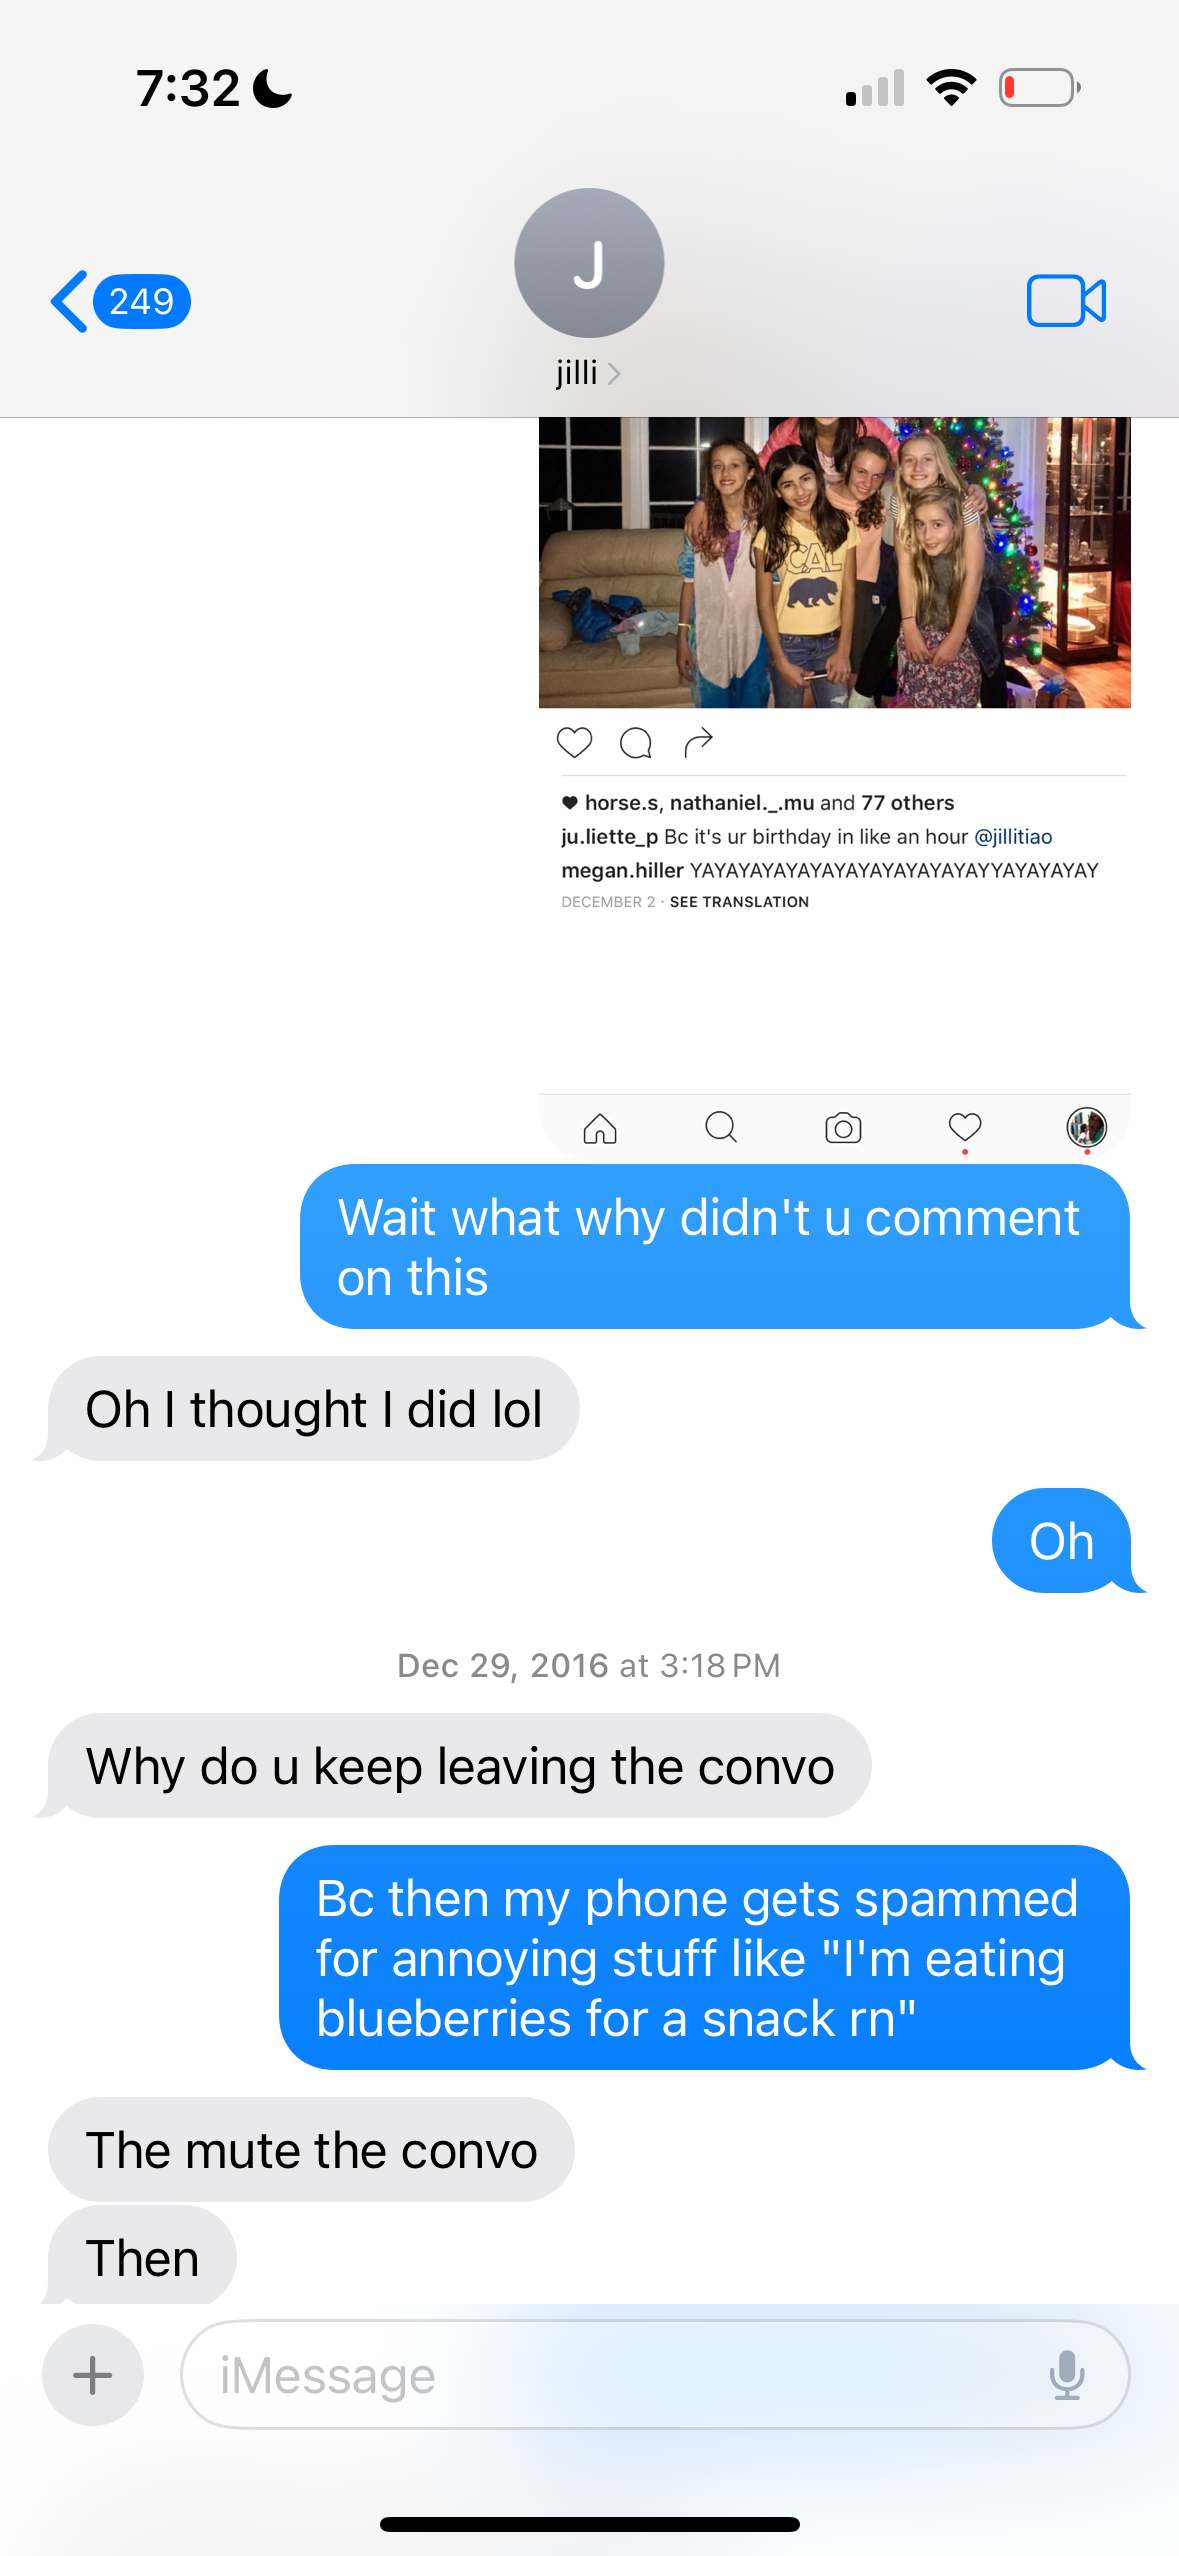 7:32
249
J
jilli
CAL
horse.s, nathaniel._.mu and 77 others
ju.liette_p Bc it's ur birthday in like an hour @jillitiao
megan.hiller YAYAYAYAYAYAYAYAYAYAYAYAYYAYAYAYAY
DECEMBER 2 · SEE TRANSLATION
Wait what why didn't u comment
on this
Oh I thought I did lol
Oh
Dec 29, 2016 at 3:18 PM
Why do u keep leaving the convo
Bc then my phone gets spammed
for annoying stuff like "I'm eating
blueberries for a snack rn"
The mute the convo
Then
iMessage